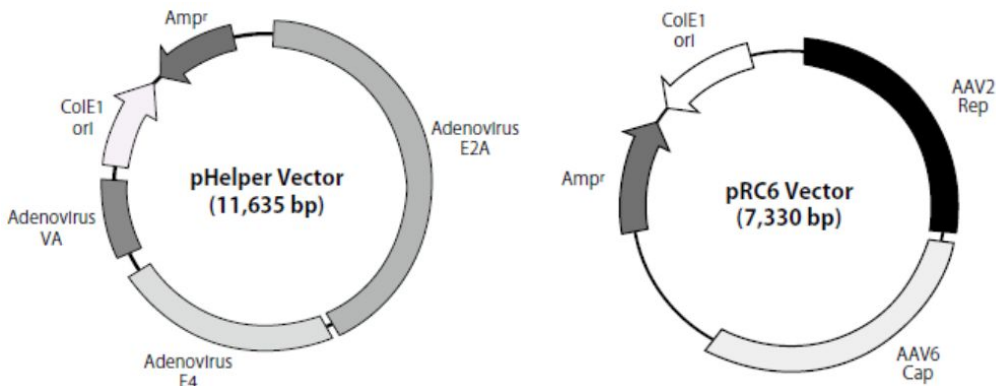 Ampr
ColE1
ori
Adenovirus
VA
Adenovirus
E4
Adenovirus
E2A
pHelper Vector
(11,635 bp)
ColE1
ori
Ampr
AAV2
Rep
AAV6
Cap
pRC6 Vector
(7,330 bp)